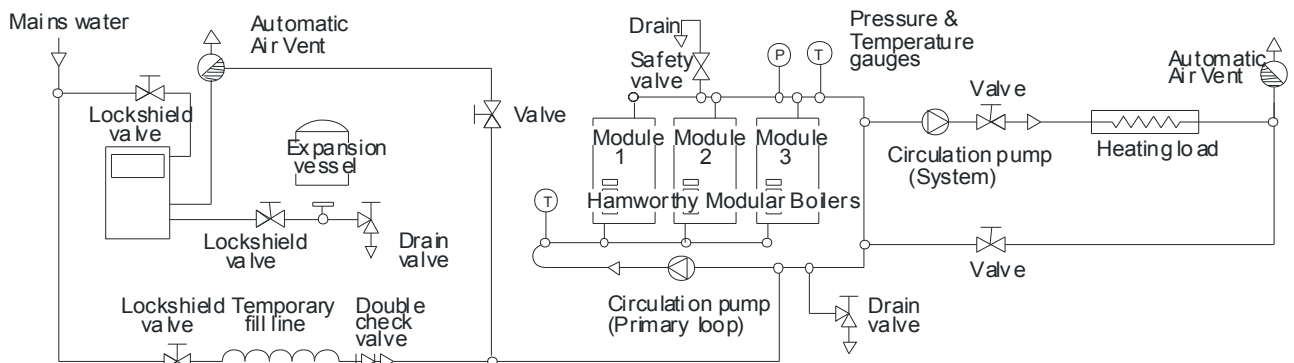 Mains water
Automatic
Air Vent
Lockshield
valve
Expansion
vessel
Lockshield
valve
Drain
valve
Valve
Lockshield
valve
Temporary
fill line
Double
check
valve
Drain
Safety
valve
P
T
Pressure &
Temperature
gauges
Module
1
Module
2
Module
3
Hamworthy Modular Boilers
T
Circulation pump
(Primary loop)
Drain
valve
Circulation pump
(System)
Valve
Heating load
Automatic
Air Vent
Valve